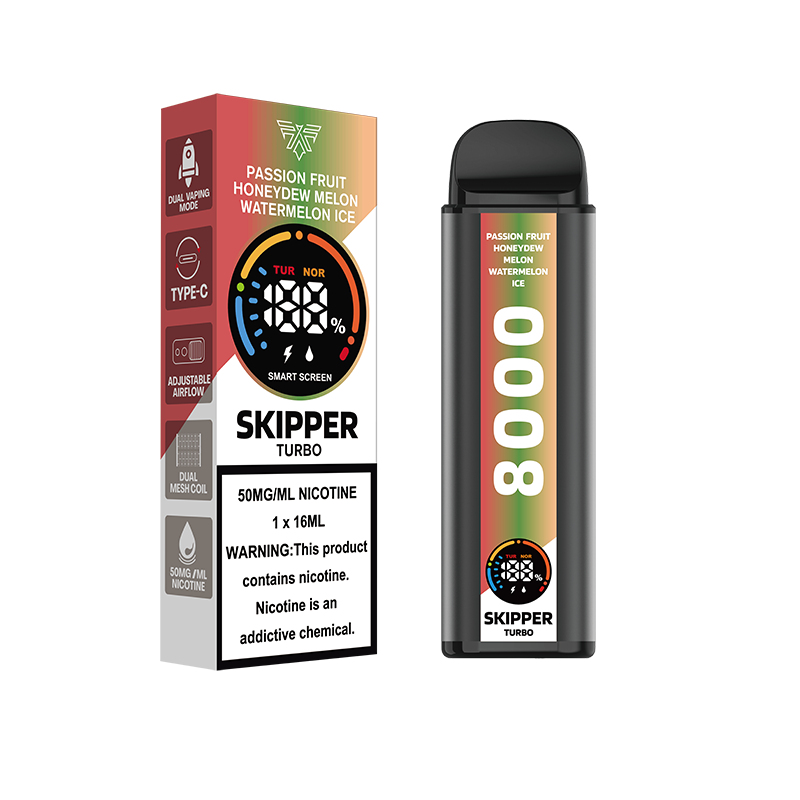 DUAL VAPING
MODE
TYPE-C
ADJUSTABLE
AIRFLOW
DUAL
MESH COIL
50MG/ML
NICOTINE
PASSION FRUIT
HONEYDEW MELON
WATERMELON ICE
TUR NOR
188%
SMART SCREEN
SKIPPER
TURBO
50MG/ML NICOTINE
1 x 16ML
WARNING:This product
contains nicotine.
Nicotine is an
addictive chemical.
PASSION FRUIT
HONEYDEW
MELON
WATERMELON
ICE
8000
TUR NOR
188%
SKIPPER
TURBO